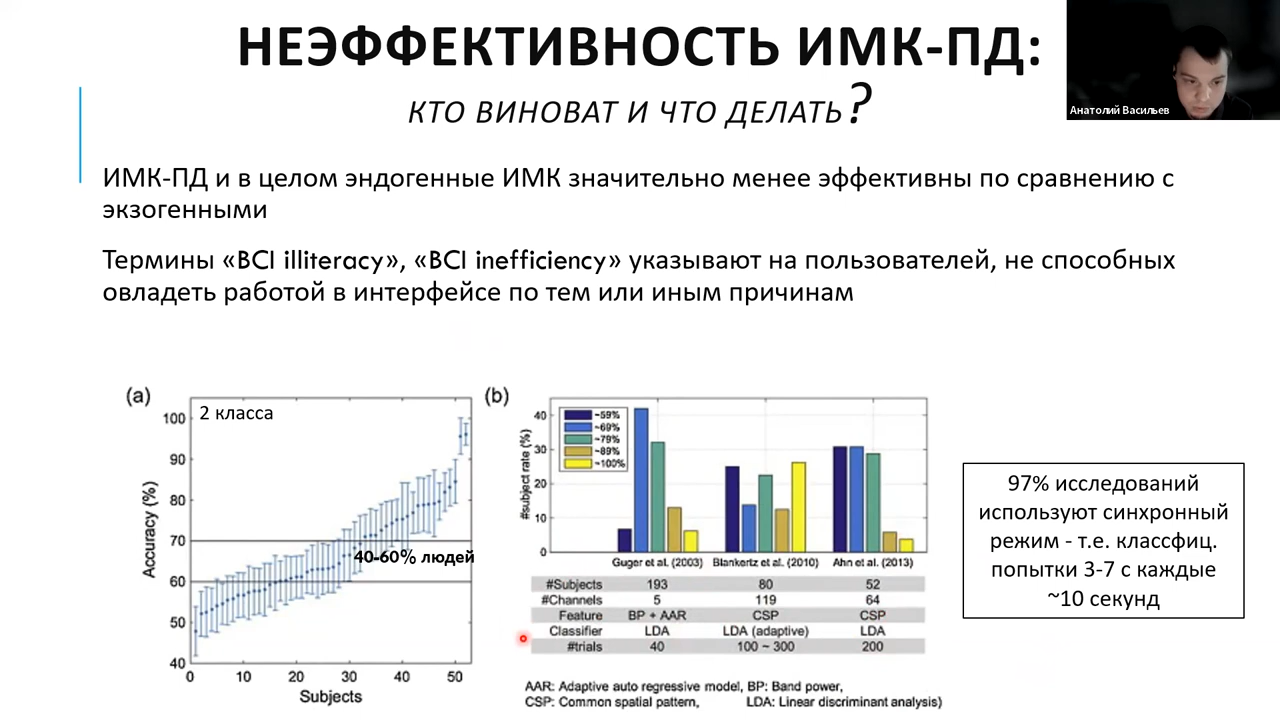 НЕЭФФЕКТИВНОСТЬ ИМК-ПД:
КТО ВИНОВАТ И ЧТО ДЕЛАТЬ?
Анатолий Васильев
ИМК-ПД и в целом эндогенные ИМК значительно менее эффективны по сравнению с
экзогенными
Термины «BCI illiteracy», «BCI inefficiency» указывают на пользователей, не способных
овладеть работой в интерфейсе по тем или иным причинам
(a)
2 класса
Accuracy (%)
100
90
80
70
60
50
40
40-60% людей
0 10 20 30 40 50
Subjects
(b)
#subject rate (%)
40
30
20
10
0
~59%
~69%
~79%
~89%
~100%
Guger et al. (2003) Blankertz et al. (2010) Ahn et al. (2013)
#Subjects 193 80 52
#Channels 5 119 64
Feature BP + AAR CSP CSP
Classifier LDA LDA (adaptive) LDA
#trials 40 100 ~ 300 200
AAR: Adaptive auto regressive model, BP: Band power,
CSP: Common spatial pattern, LDA: Linear discriminant analysis)
97% исследований
используют синхронный
режим - т.е. классфиц.
попытки 3-7 с каждые
~10 секунд